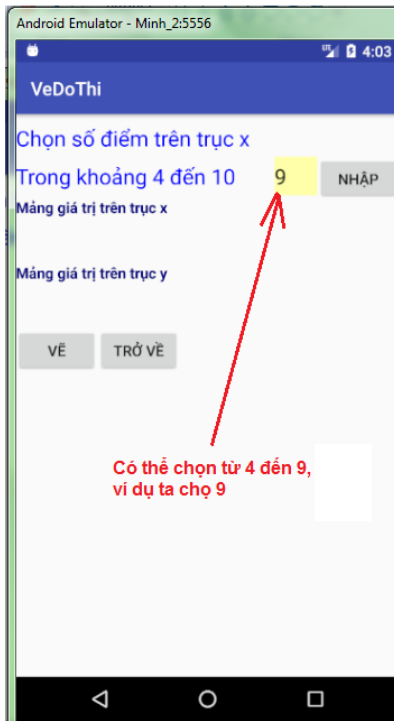 Android Emulator - Minh_2:5556
LTE 4:03
VeDoThi
Chọn số điểm trên trục x
Trong khoảng 4 đến 10 9 NHẬP
Mảng giá trị trên trục x
Mảng giá trị trên trục y
VẼ TRỞ VỀ
Có thể chọn từ 4 đến 9,
ví dụ ta chọ 9